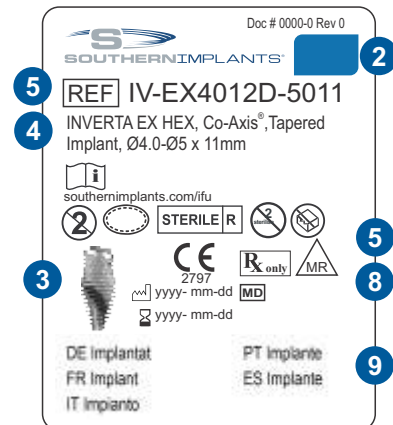 Doc # 0000-0 Rev 0
SOUTHERNIMPLANTS®
2
5
REF IV-EX4012D-5011
4
INVERTA EX HEX, Co-Axis®,Tapered
Implant, Ø4.0-Ø5 x 11mm
i
southernimplants.com/ifu
2 STERILE R 2
5
3
CE
2797
Rx only
MR
8
yyyy- mm-dd MD
yyyy- mm-dd
DE Implantat
PT Implante
9
FR Implant
ES Implante
IT Impianto